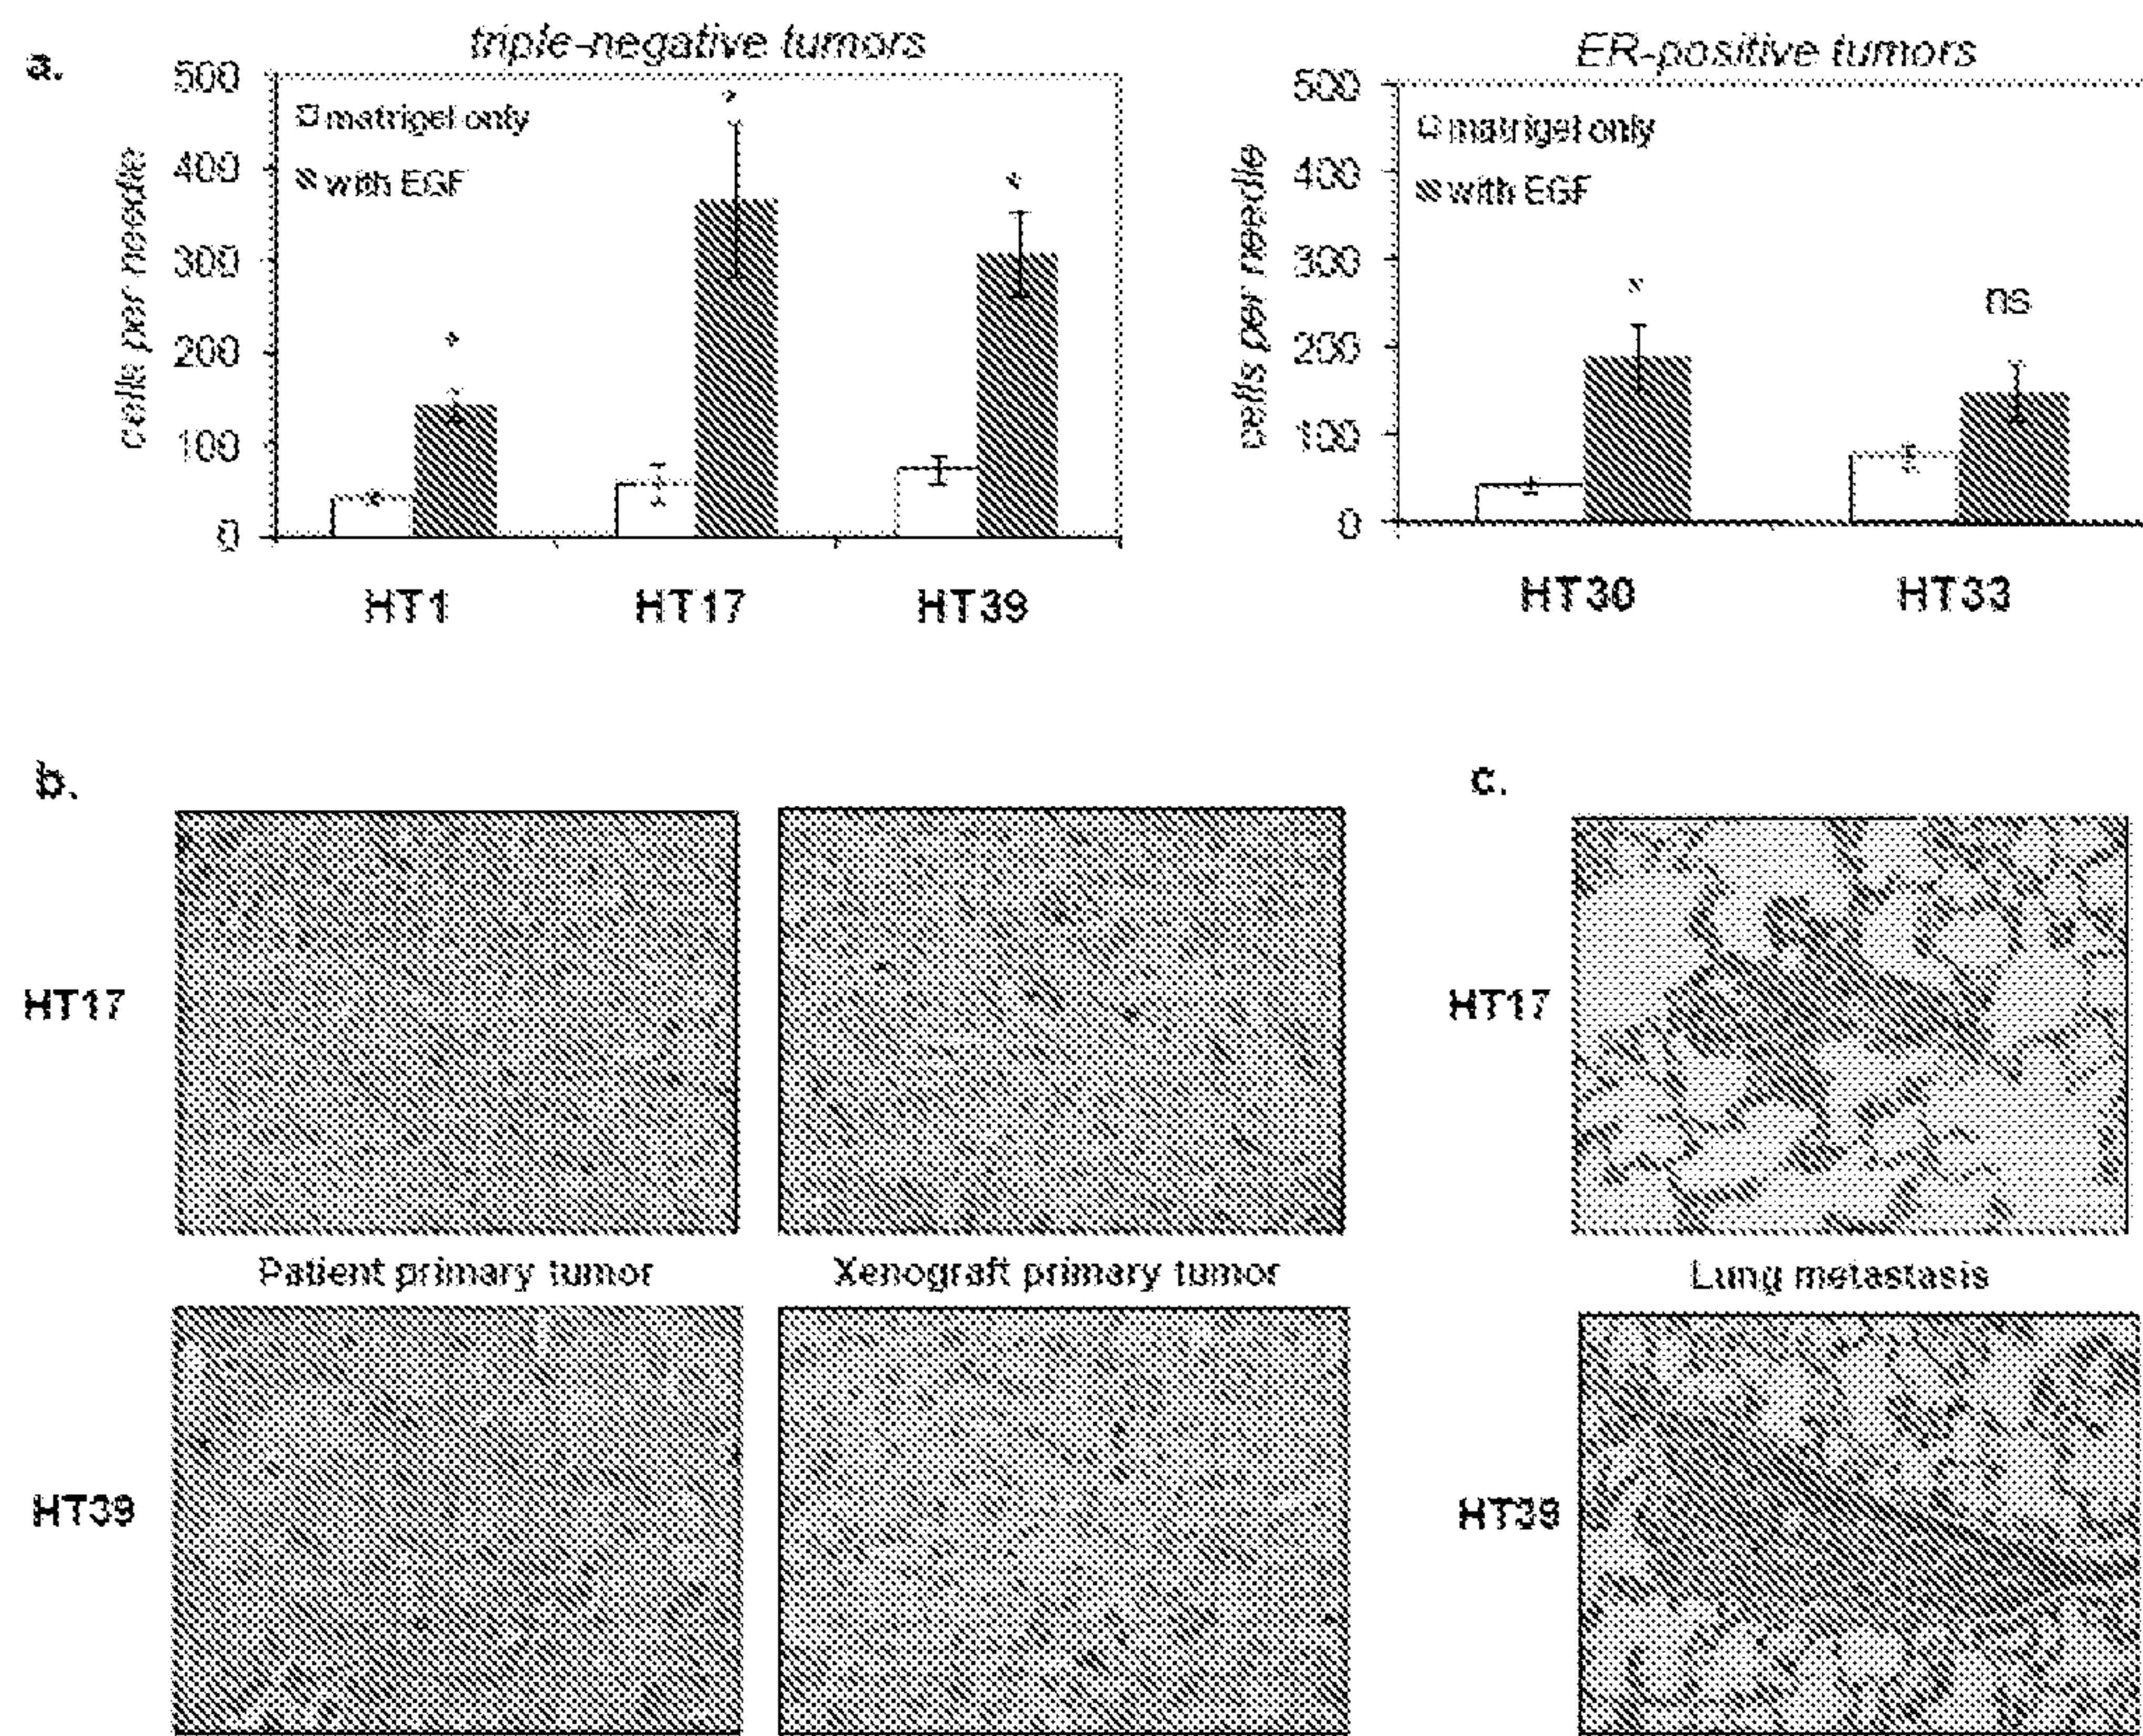 a.
triple-negative tumors
500
400
300
200
100
0
cells per needle
matrigel only
with EGF
*
*
*
HT1
HT17
HT39
ER-positive tumors
500
400
300
200
100
0
cells per needle
matrigel only
with EGF
*
ns
HT30
HT33
b.
HT17
Patient primary tumor
Xenograft primary tumor
HT39
c.
HT17
Lung metastasis
HT39